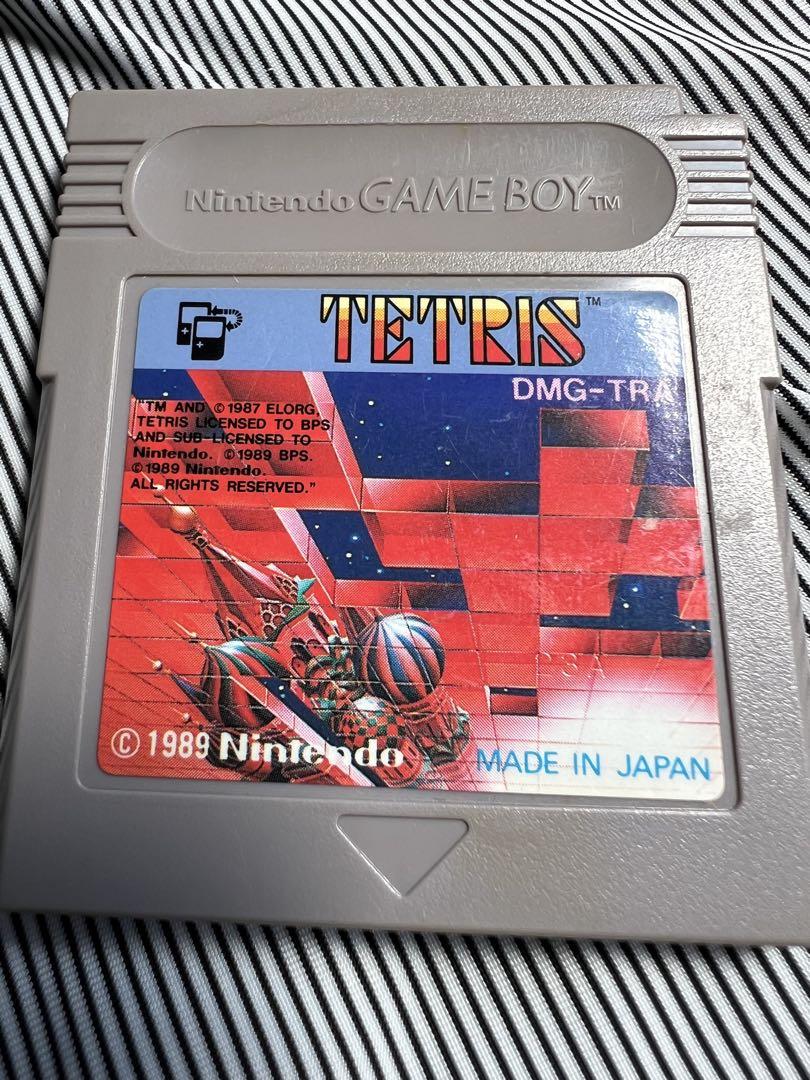 Nintendo GAME BOY™
TETRIS™
DMG-TRA
"TM AND © 1987 ELORG,
TETRIS LICENSED TO BPS
AND SUB-LICENSED TO
Nintendo. © 1989 BPS.
© 1989 Nintendo.
ALL RIGHTS RESERVED."
© 1989 Nintendo
MADE IN JAPAN